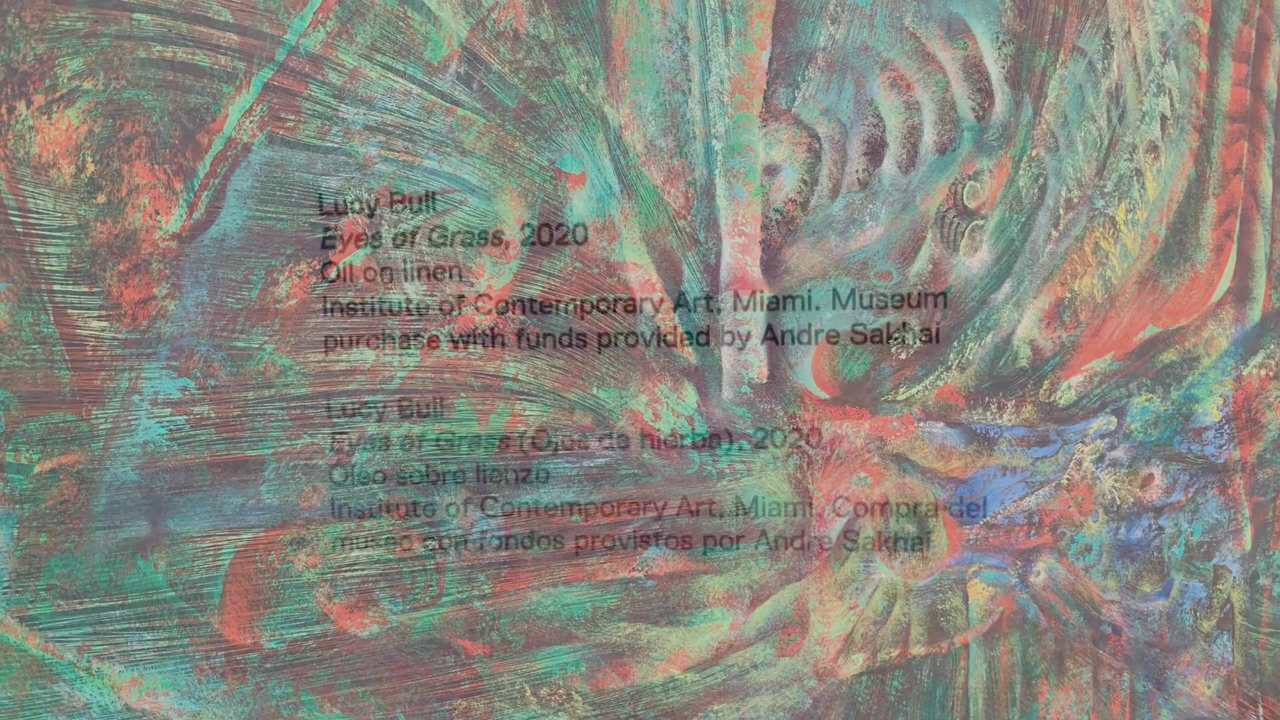 Lucy Bull
Eyes of Grass, 2020
Oil on linen
Institute of Contemporary Art, Miami. Museum
purchase with funds provided by Andre Sakhai
Lucy Bull
Eyes of Grass (Ojos de hierba), 2020
Óleo sobre lienzo
Institute of Contemporary Art, Miami. Compra del
museo con fondos provistos por Andre Sakhai